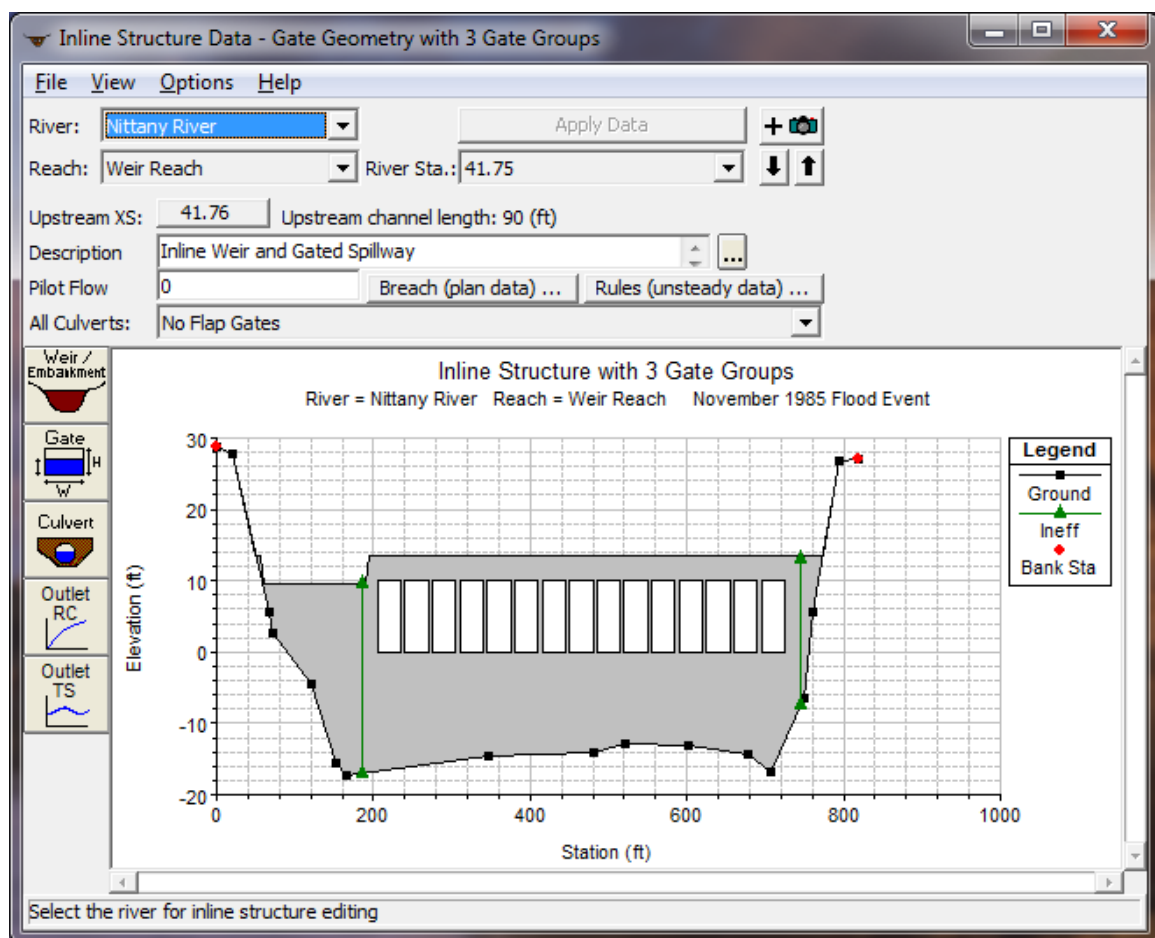 Inline Structure Data - Gate Geometry with 3 Gate Groups
File View Options Help
River: Nittany River Apply Data +
Reach: Weir Reach River Sta.: 41.75
Upstream XS: 41.76 Upstream channel length: 90 (ft)
Description Inline Weir and Gated Spillway ...
Pilot Flow 0 Breach (plan data) ... Rules (unsteady data) ...
All Culverts: No Flap Gates
Weir /
Embankment
Gate
H
W
Culvert
Outlet
RC
Outlet
TS
Inline Structure with 3 Gate Groups
River = Nittany River Reach = Weir Reach November 1985 Flood Event
30
20
10
0
-10
-20
Elevation (ft)
0 200 400 600 800 1000
Station (ft)
Legend
Ground
Ineff
Bank Sta
Select the river for inline structure editing